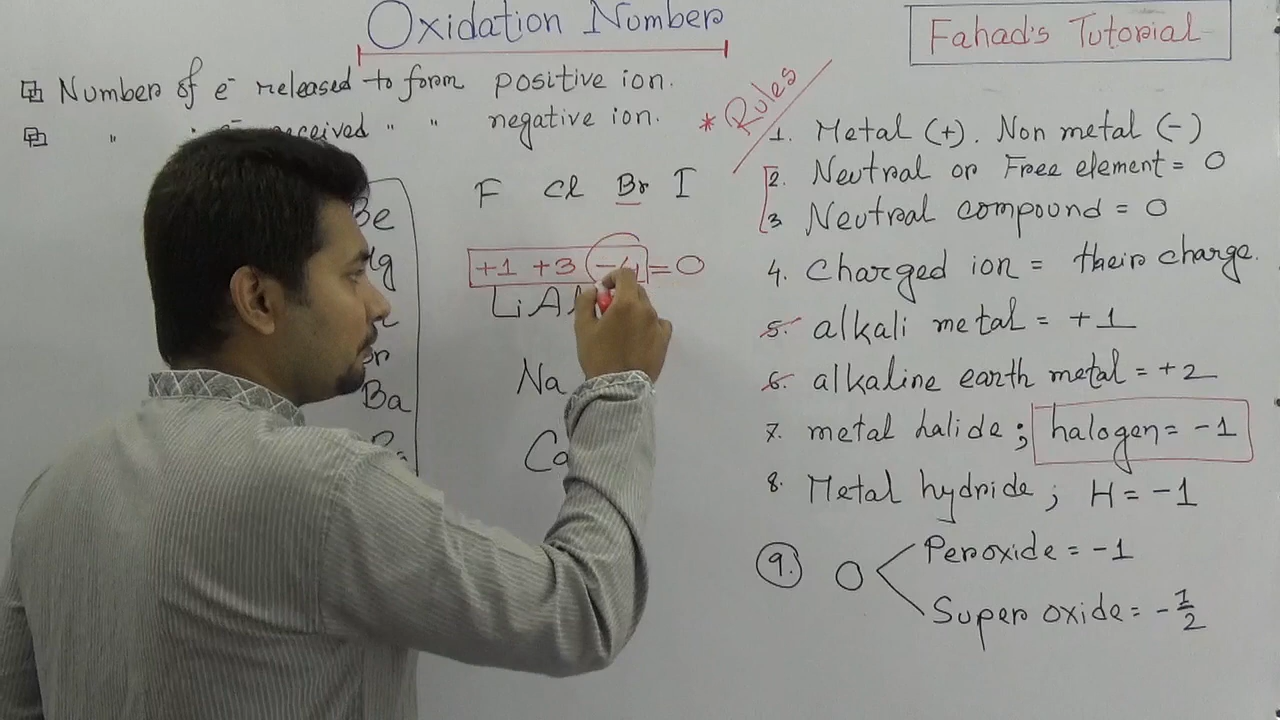 Oxidation Number
Fahad's Tutorial
Number of e⁻ released to form positive ion.
" " " negative ion.
* Rules
1. Metal (+). Non metal (-)
2. Neutral or Free element = 0
3 Neutral compound = 0
4. Charged ion = their charge.
5. alkali metal = +1
6. alkaline earth metal = +2
7. metal halide; halogen = -1
8. Metal hydride; H = -1
9. O
Peroxide = -1
Super oxide = -1/2
Be
Ba
F Cl Br I
+1 +3 -4 = 0
Na